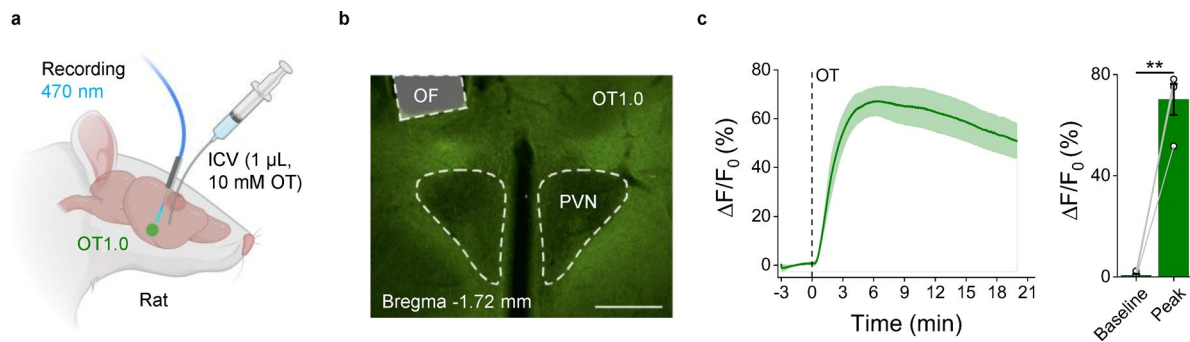 a
Recording
470 nm
ICV (1 µL,
10 mM OT)
OT1.0
Rat
b
OF
OT1.0
PVN
Bregma -1.72 mm
c
OT
ΔF/F₀ (%)
80
60
40
20
0
-3 0 3 6 9 12 15 18 21
Time (min)
**
ΔF/F₀ (%)
80
40
0
Baseline
Peak